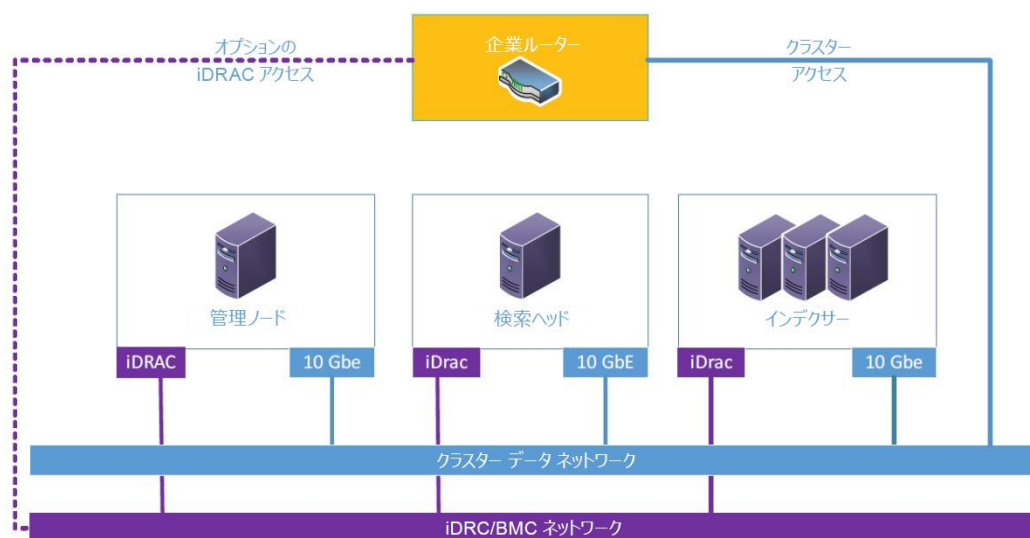 オプションの
iDRAC アクセス
企業ルーター
クラスター
アクセス
管理ノード
検索ヘッド
インデクサー
iDRAC
10 Gbe
iDrac
10 GbE
iDrac
10 Gbe
クラスター データ ネットワーク
iDRC/BMC ネットワーク